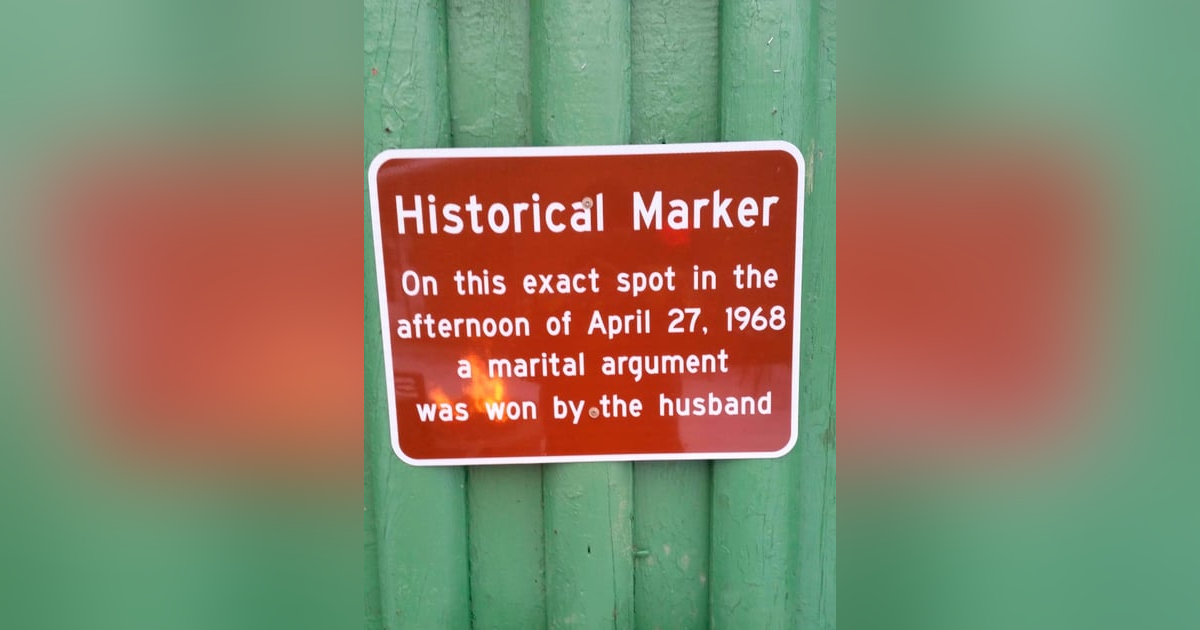 Historical Marker
On this exact spot in the
afternoon of April 27, 1968
a marital argument
was won by the husband